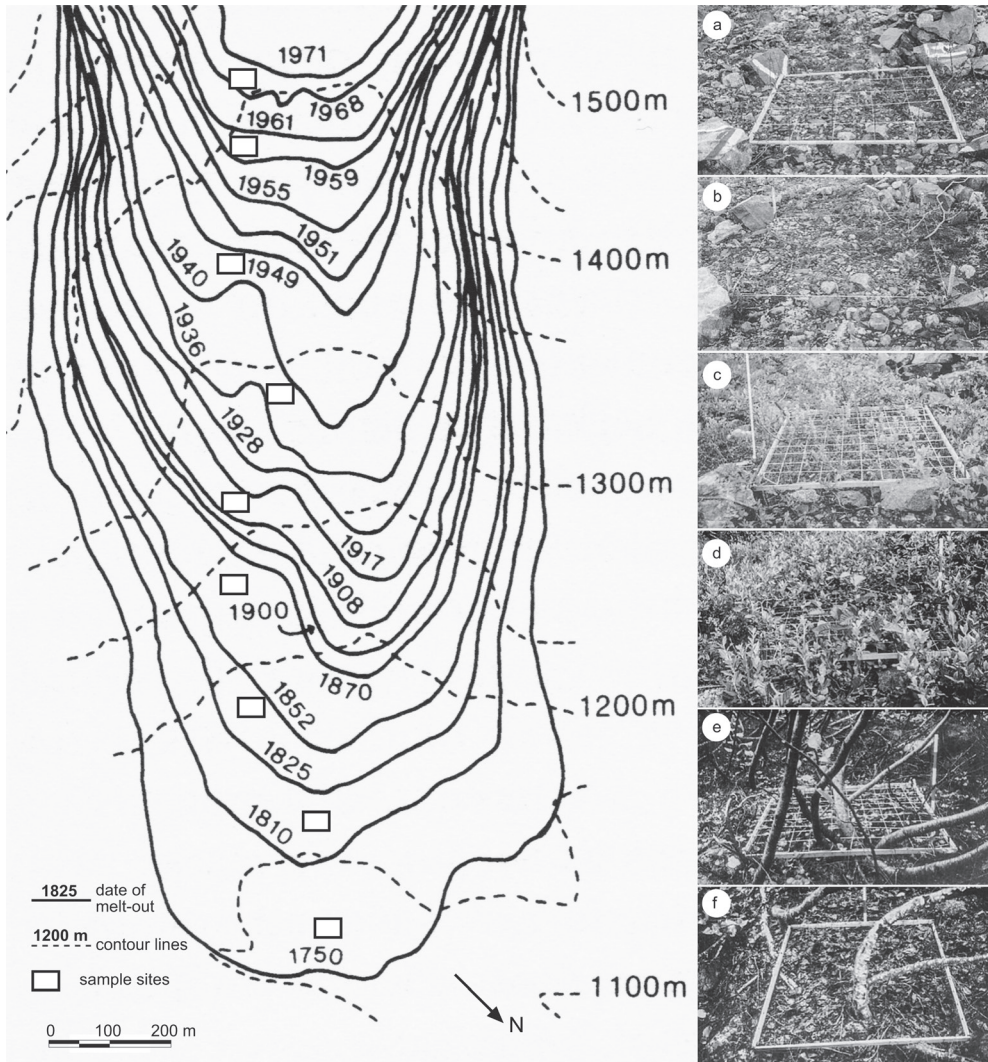 1971
1968
1961
1500m
1959
1955
1951
1949
1400m
1940
1936
1928
1300m
1917
1908
1900
1870
1852
1200m
1825
1810
1750
1100m
1825 date of
melt-out
1200 m contour lines
sample sites
0 100 200 m
N
a
b
c
d
e
f